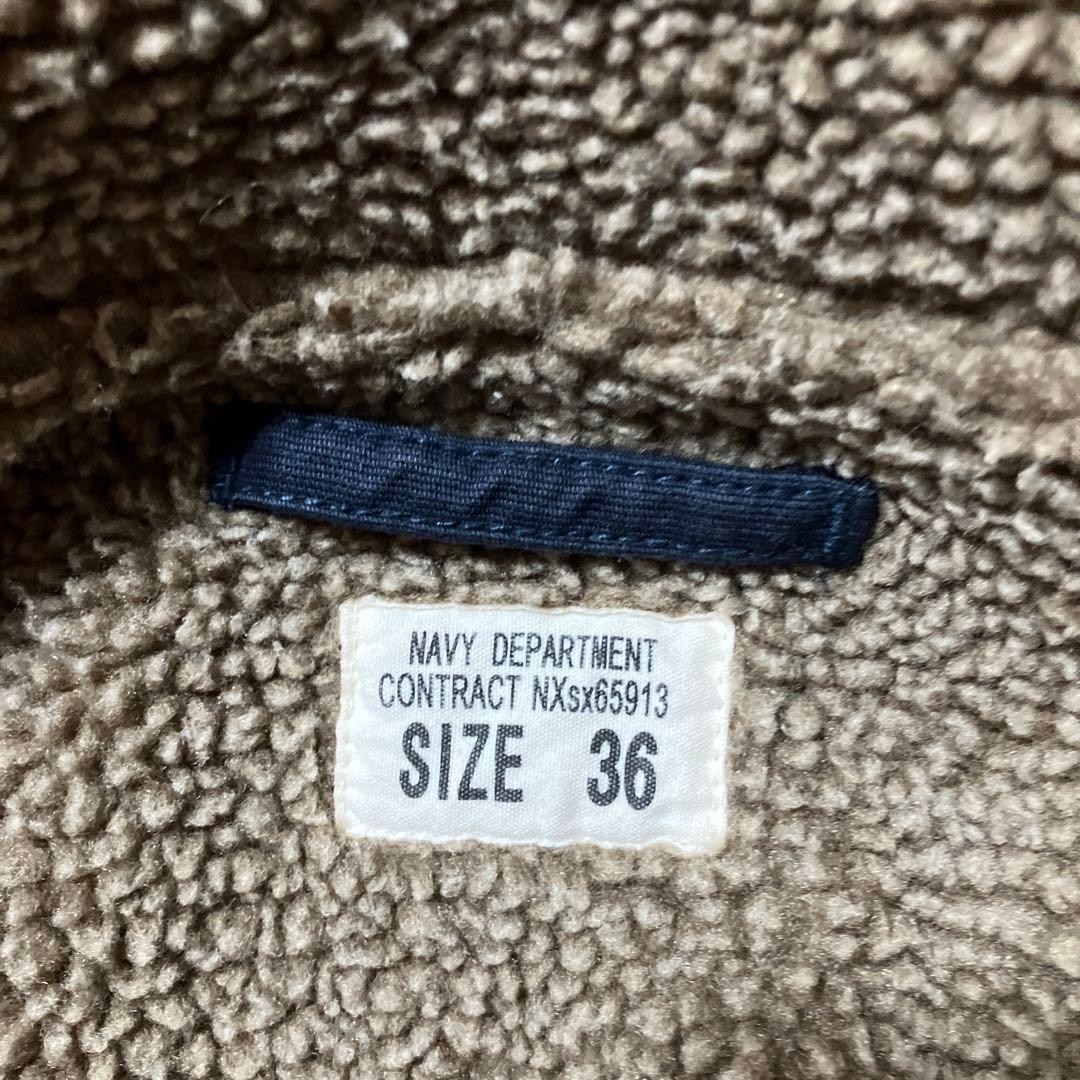 NAVY DEPARTMENT
CONTRACT NXsx65913
SIZE 36